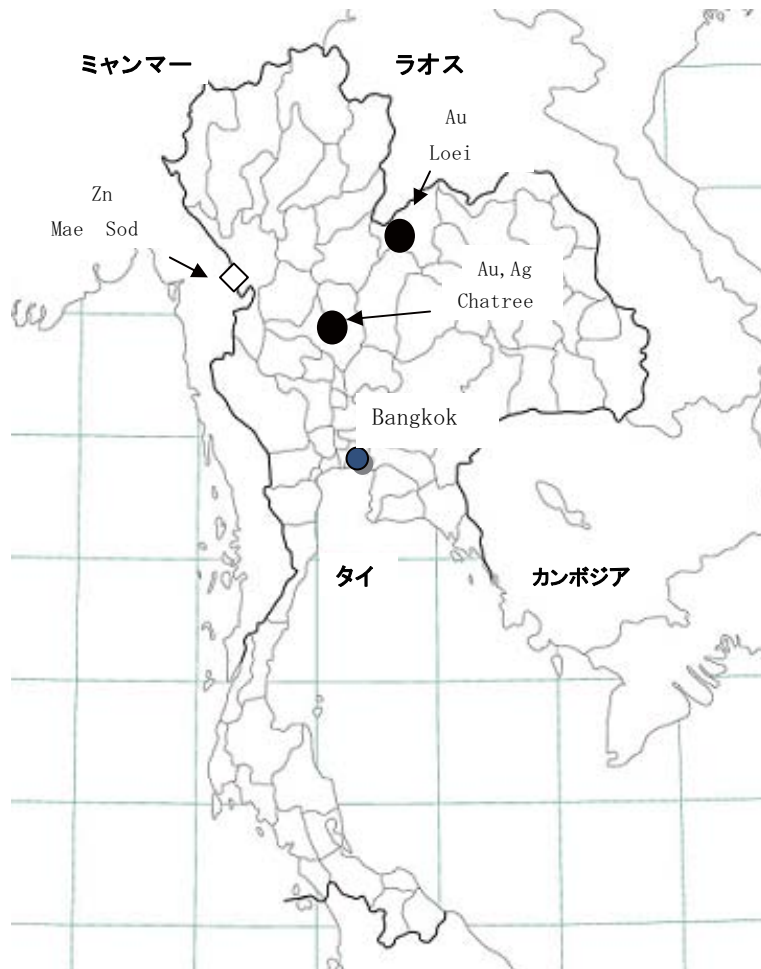 ミャンマー
ラオス
Au
Loei
Zn
Mae Sod
Au,Ag
Chatree
Bangkok
タイ
カンボジア